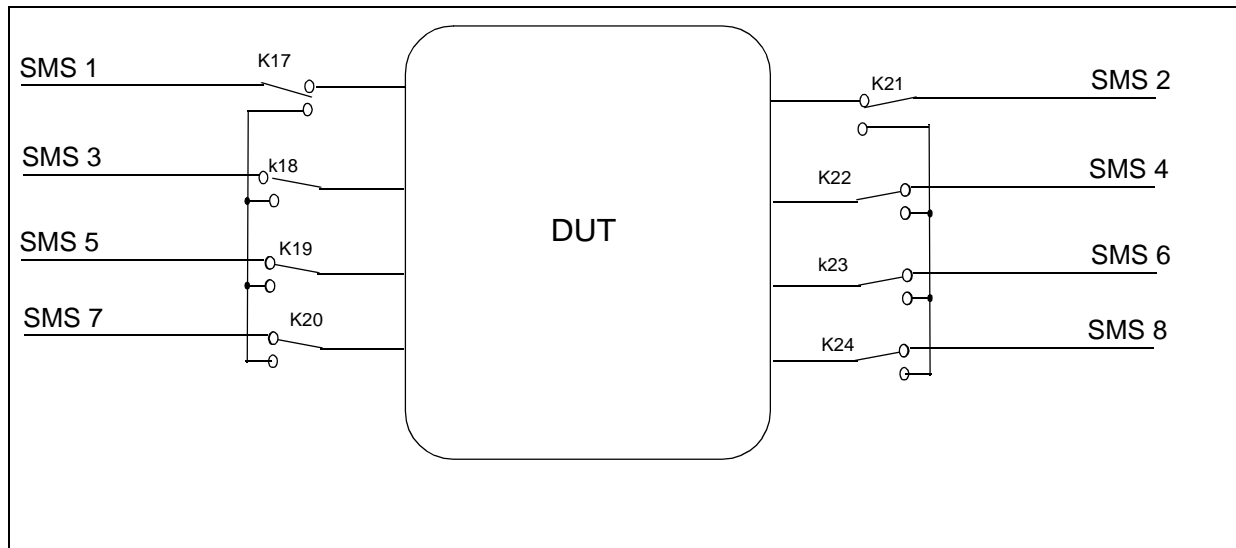 SMS 1
K17
K21
SMS 2
SMS 3
k18
K22
SMS 4
DUT
SMS 5
K19
k23
SMS 6
SMS 7
K20
K24
SMS 8